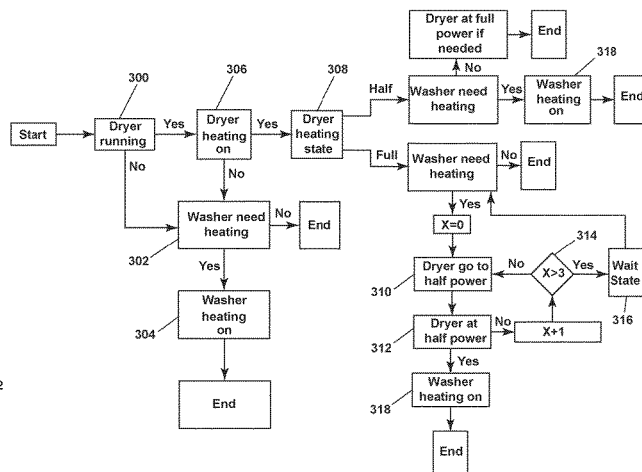 Dryer at full
power if
needed
End
318
No
300
306
308
Half
Washer need
heating
Yes
Washer
heating
on
End
Start
Dryer
running
Yes
Dryer
heating
on
Yes
Dryer
heating
state
Full
Washer need
heating
No
End
No
No
Yes
Washer need
heating
No
End
X=0
302
314
Yes
Dryer go to
half power
No
X>3
Yes
Wait
State
310
316
Washer
heating
on
304
Dryer at
half power
No
X+1
312
Yes
2
End
Washer
heating on
318
End